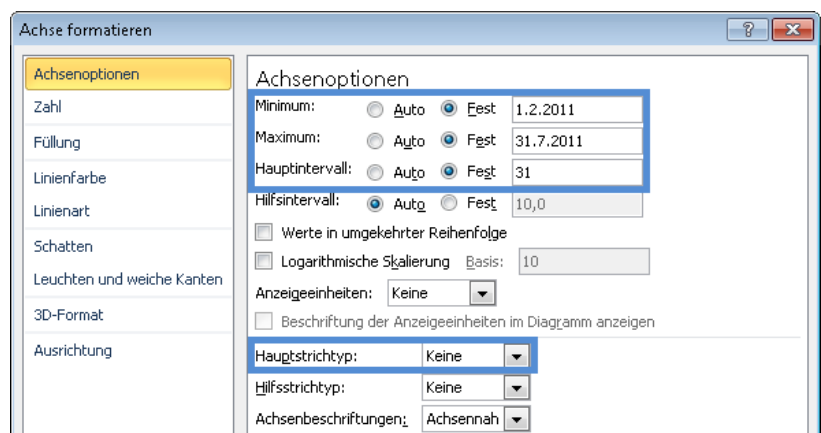 Achse formatieren
Achsenoptionen
Zahl
Füllung
Linienfarbe
Linienart
Schatten
Leuchten und weiche Kanten
3D-Format
Ausrichtung
Achsenoptionen
Minimum: Auto Fest 1.2.2011
Maximum: Auto Fest 31.7.2011
Hauptintervall: Auto Fest 31
Hilfsintervall: Auto Fest 10,0
Werte in umgekehrter Reihenfolge
Logarithmische Skalierung Basis: 10
Anzeigeeinheiten: Keine
Beschriftung der Anzeigeeinheiten im Diagramm anzeigen
Hauptstrichtyp: Keine
Hilfsstrichtyp: Keine
Achsenbeschriftungen: Achsennah